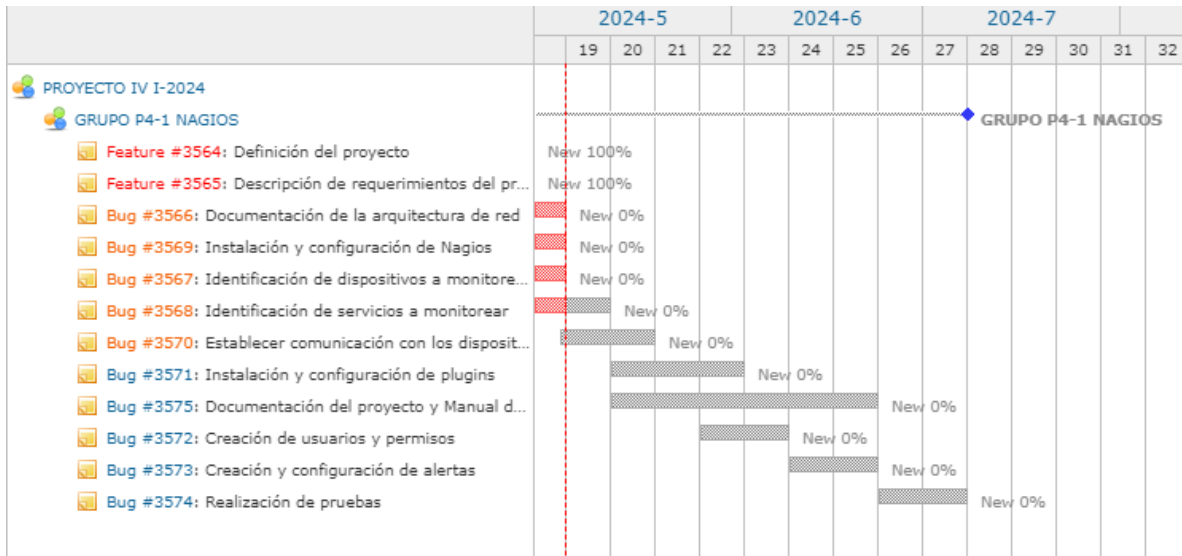 2024-5 2024-6 2024-7
19 20 21 22 23 24 25 26 27 28 29 30 31 32
PROYECTO IV I-2024
GRUPO P4-1 NAGIOS GRUPO P4-1 NAGIOS
Feature #3564: Definición del proyecto New 100%
Feature #3565: Descripción de requerimientos del pr... New 100%
Bug #3566: Documentación de la arquitectura de red New 0%
Bug #3569: Instalación y configuración de Nagios New 0%
Bug #3567: Identificación de dispositivos a monitore... New 0%
Bug #3568: Identificación de servicios a monitorear New 0%
Bug #3570: Establecer comunicación con los disposit... New 0%
Bug #3571: Instalación y configuración de plugins New 0%
Bug #3575: Documentación del proyecto y Manual d... New 0%
Bug #3572: Creación de usuarios y permisos New 0%
Bug #3573: Creación y configuración de alertas New 0%
Bug #3574: Realización de pruebas New 0%